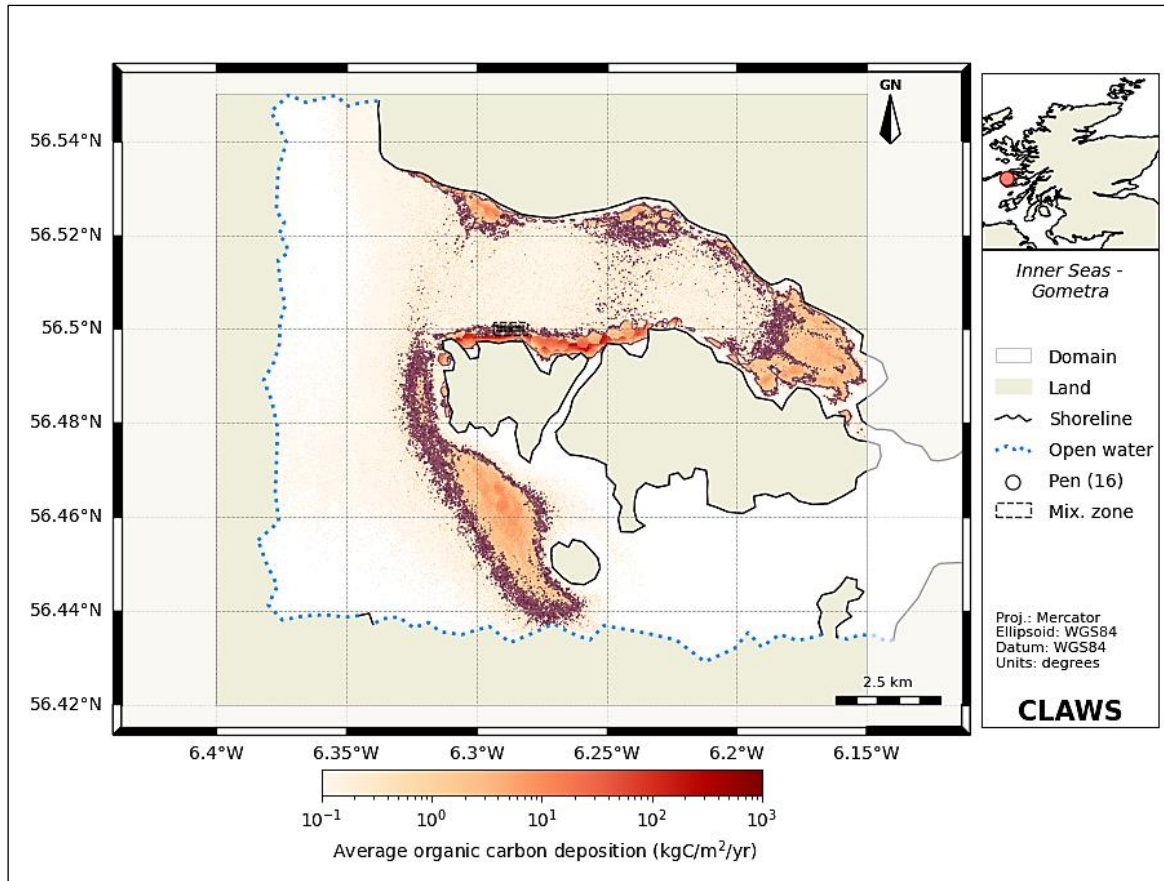 GN
56.54°N
56.52°N
56.5°N
56.48°N
56.46°N
56.44°N
56.42°N
2.5 km
6.4°W
6.35°W
6.3°W
6.25°W
6.2°W
6.15°W
10⁻¹
10⁰
10¹
10²
10³
Average organic carbon deposition (kgC/m²/yr)
Inner Seas -
Gometra
Domain
Land
Shoreline
Open water
Pen (16)
Mix. zone
Proj.: Mercator
Ellipsoid: WGS84
Datum: WGS84
Units: degrees
CLAWS